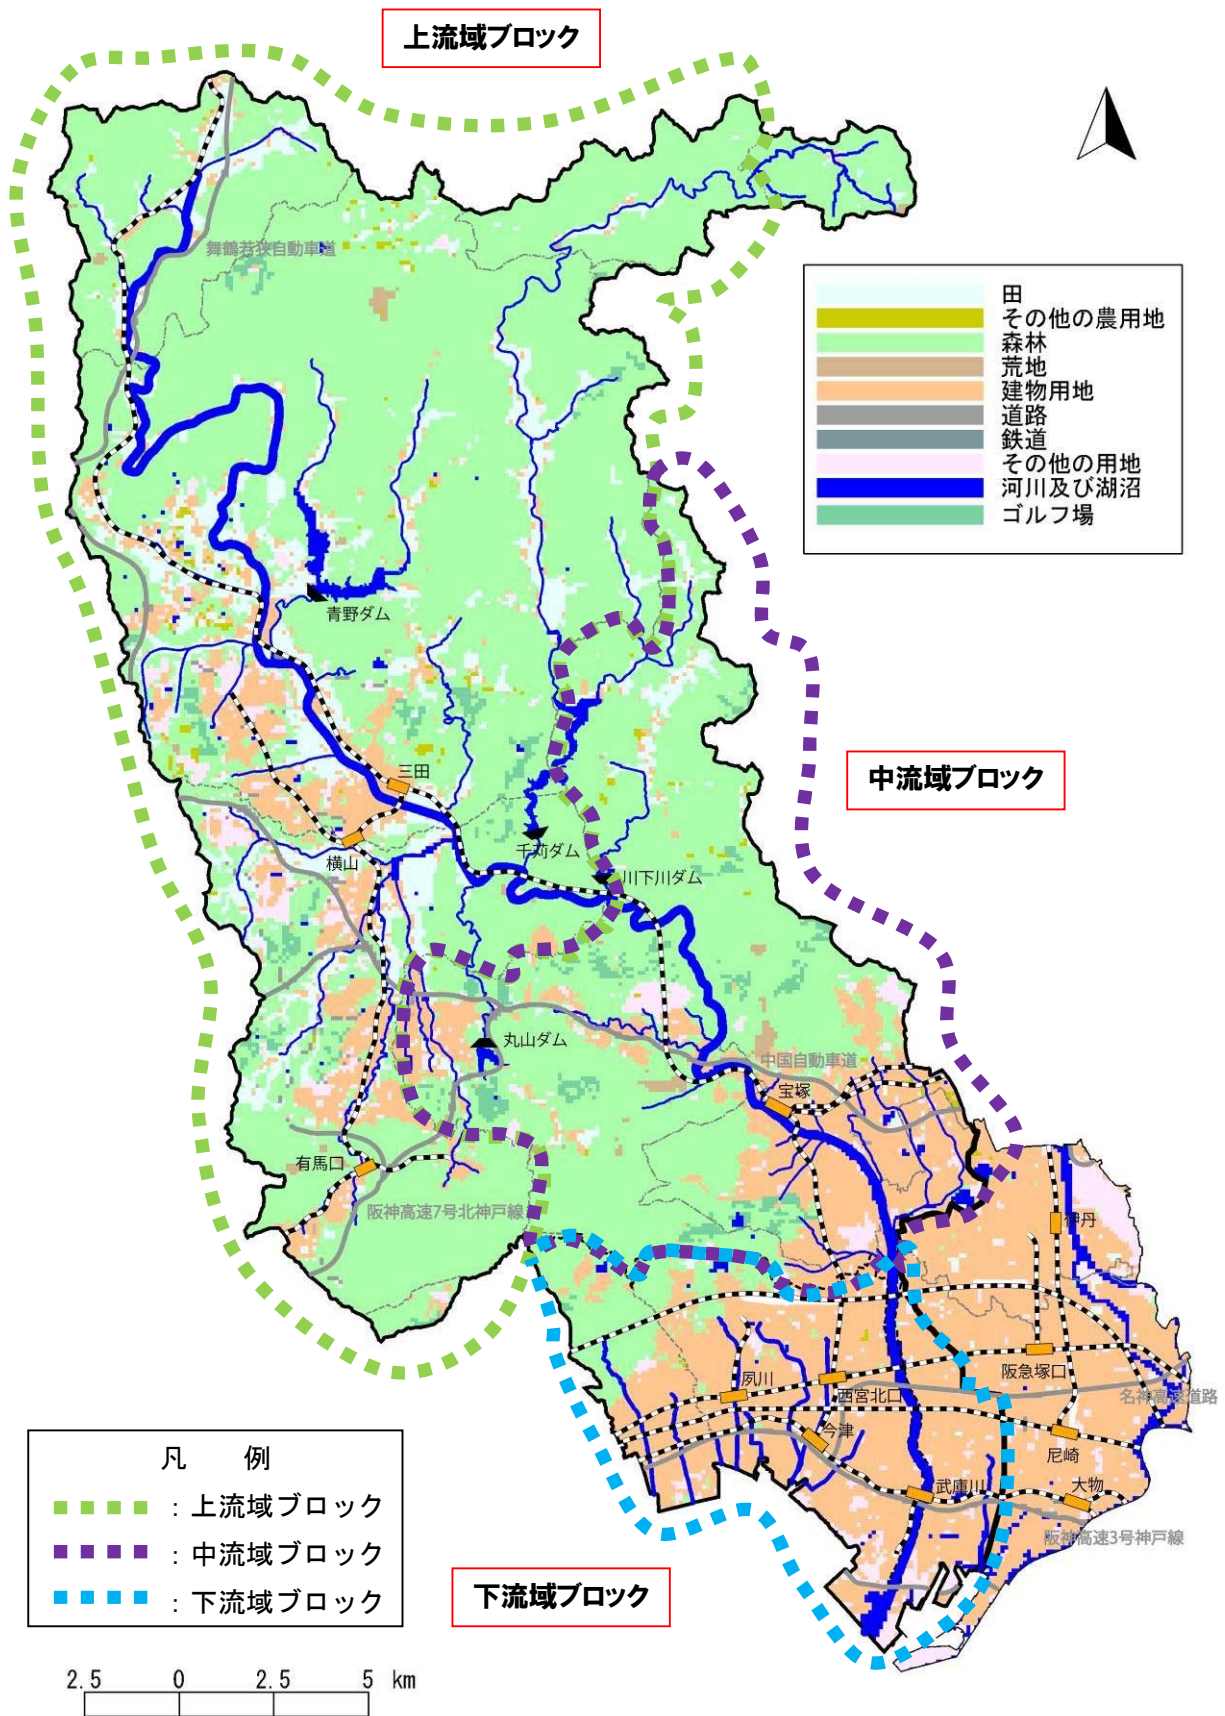 上流域ブロック
舞鶴若狭自動車道
田
その他の農用地
森林
荒地
建物用地
道路
鉄道
その他の用地
河川及び湖沼
ゴルフ場
青野ダム
三田
中流域ブロック
千苅ダム
横山
川下川ダム
丸山ダム
中国自動車道
宝塚
有馬口
阪神高速7号北神戸線
伊丹
阪急塚口
夙川
西宮北口
名神高速道路
今津
尼崎
武庫川
大物
阪神高速3号神戸線
凡 例
: 上流域ブロック
: 中流域ブロック
: 下流域ブロック
下流域ブロック
2.5 0 2.5 5 km